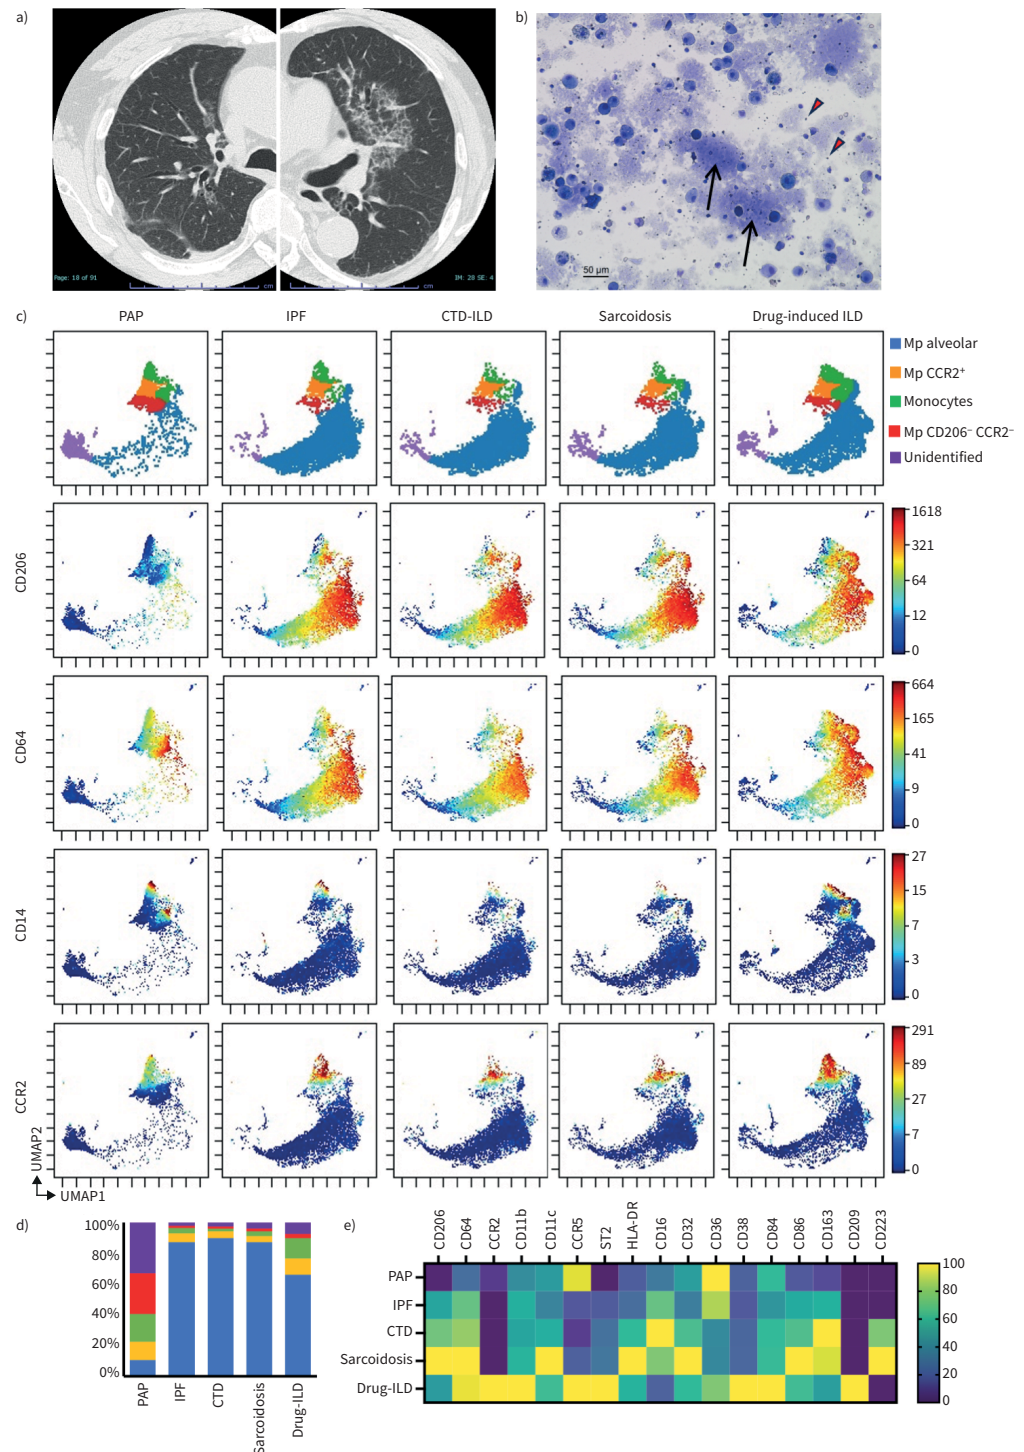 a)
b)
Page: 18 of 91
IM: 28 SE: 4
cm
cm
50 µm
c)
PAP
IPF
CTD-ILD
Sarcoidosis
Drug-induced ILD
Mp alveolar
Mp CCR2+
Monocytes
Mp CD206– CCR2–
Unidentified
CD206
1618
321
64
12
0
CD64
664
165
41
9
0
CD14
27
15
7
3
0
CCR2
291
89
27
7
0
UMAP2
UMAP1
d)
100%
80%
60%
40%
20%
0%
PAP
IPF
CTD
Sarcoidosis
Drug-ILD
e)
CD206
CD64
CCR2
CD11b
CD11c
CCR5
ST2
HLA-DR
CD16
CD32
CD36
CD38
CD84
CD86
CD163
CD209
CD223
PAP
IPF
CTD
Sarcoidosis
Drug-ILD
100
80
60
40
20
0